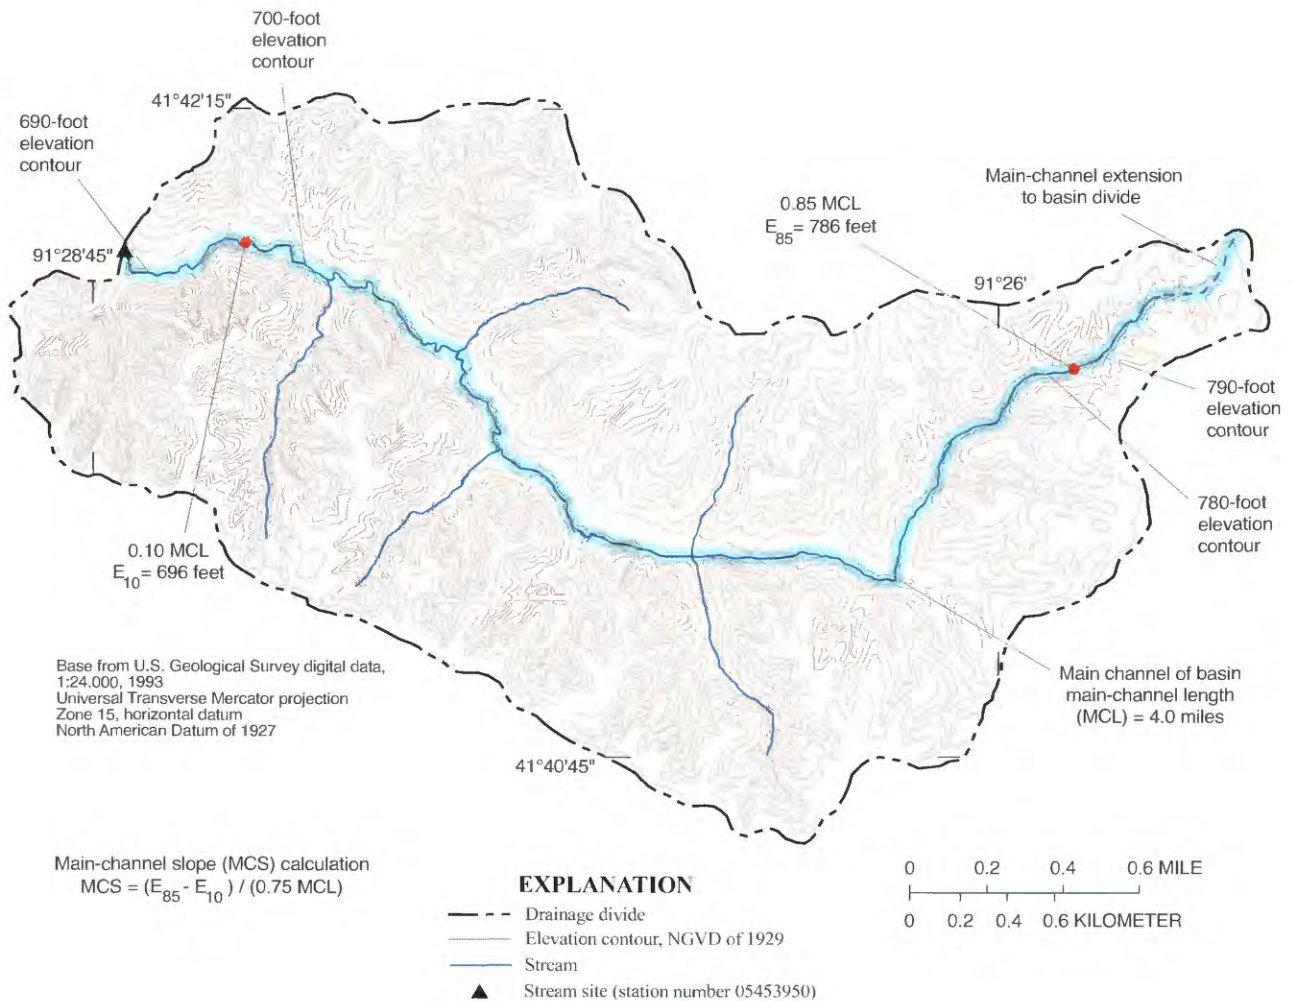 700-foot
elevation
contour
41°42'15"
690-foot
elevation
contour
91°28'45"
Main-channel extension
to basin divide
0.85 MCL
E85 = 786 feet
91°26'
790-foot
elevation
contour
780-foot
elevation
contour
0.10 MCL
E10 = 696 feet
Base from U.S. Geological Survey digital data,
1:24.000, 1993
Universal Transverse Mercator projection
Zone 15, horizontal datum
North American Datum of 1927
Main channel of basin
main-channel length
(MCL) = 4.0 miles
41°40'45"
Main-channel slope (MCS) calculation
MCS = (E85 - E10) / (0.75 MCL)
EXPLANATION
Drainage divide
Elevation contour, NGVD of 1929
Stream
Stream site (station number 05453950)
0 0.2 0.4 0.6 MILE
0 0.2 0.4 0.6 KILOMETER